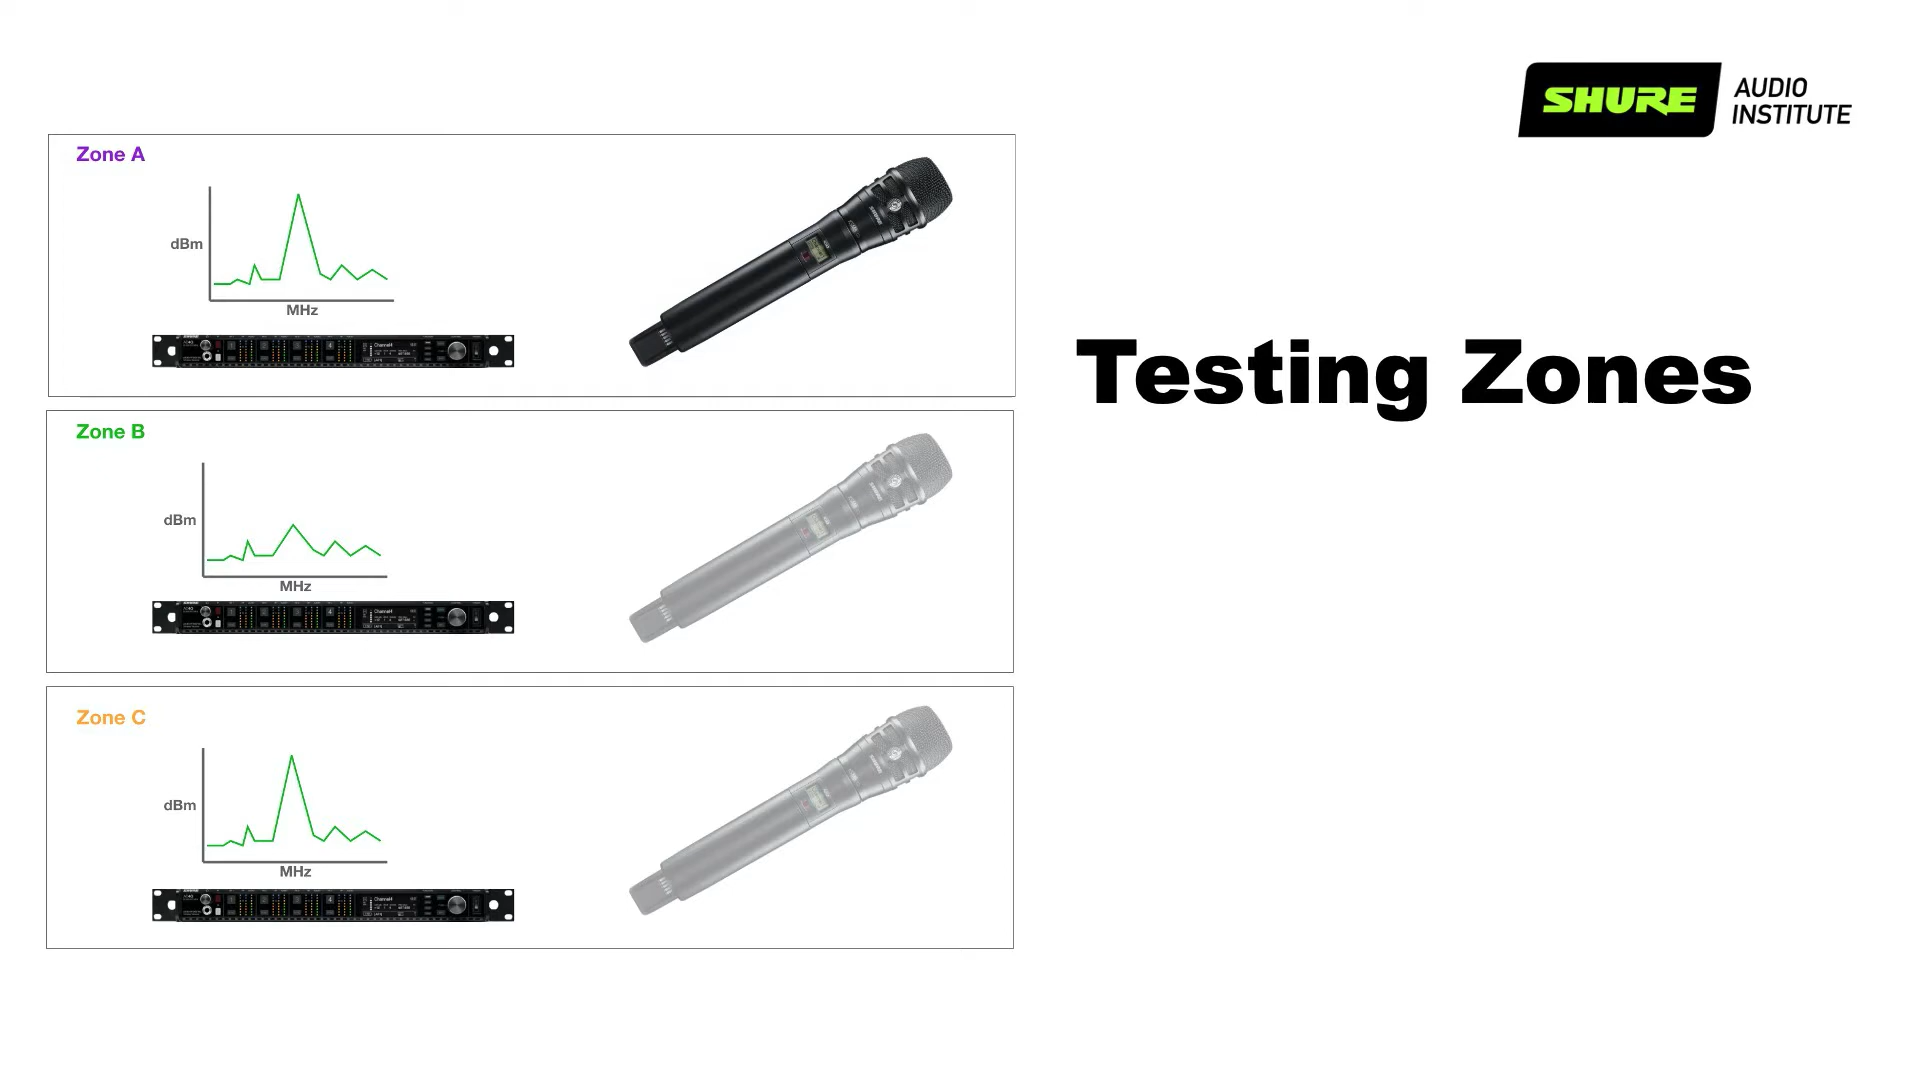 SHURE
AUDIO
INSTITUTE
Zone A
dBm
MHz
Testing Zones
Zone B
dBm
MHz
Zone C
dBm
MHz